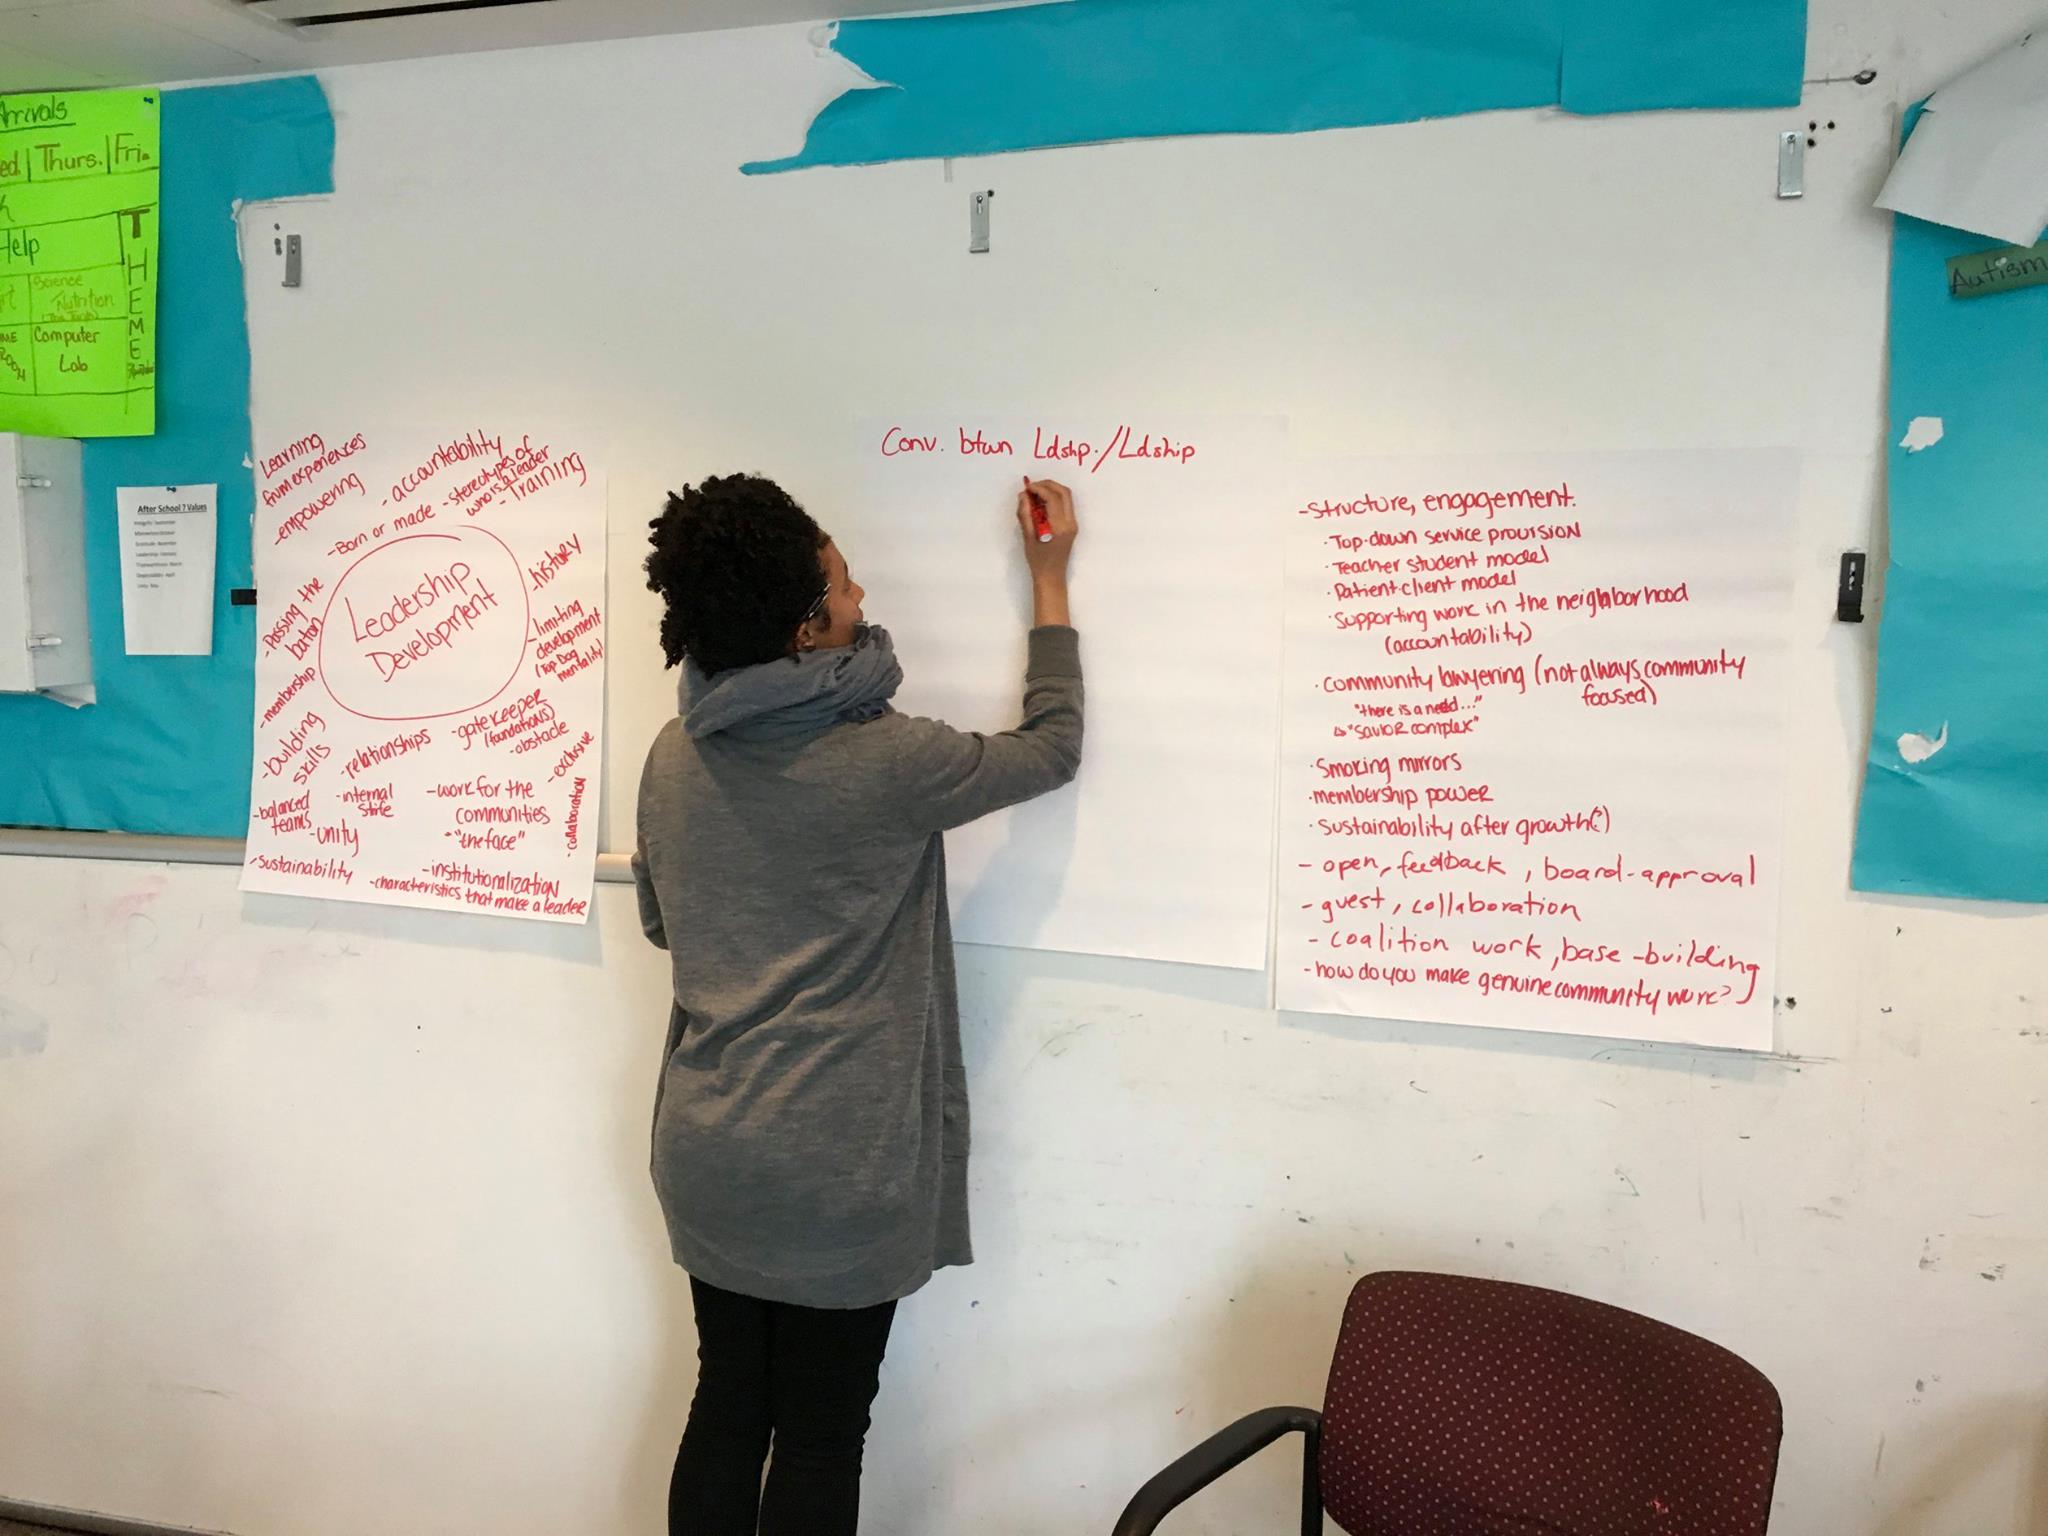 Arrivals
ed. | Thurs. | Fri.
Help
THEME
Science
Nutrition
Computer
Lab
After School 7 Values
Learning
from experiences
-empowering
-accountability
-Born or made
-stereotypes of
who is a leader
-Training
Leadership
Development
-history
-limiting
development
(Top Dog
mentality)
-Passing the
baton
-membership
-building
skills
-relationships
-gatekeeper
(foundations)
-obstacle
-exclusive
-balanced
teams
-internal
strife
-unity
-work for the
communities
-"the face"
-collaboration
-sustainability
-institutionalization
-characteristics that make a leader
Conv. btwn Ldshp./Ldship
-Structure, engagement.
·Top-down service provision
·Teacher student model
·Patient-client model
·Supporting work in the neighborhood
(accountability)
·Community lawyering (not always community
focused)
"there is a need..."
↳"savior complex"
·Smoking mirrors
·membership power
·sustainability after growth(?)
- open, feedback, board-approval
- guest, collaboration
- coalition work, base-building
-how do you make genuine community work?
Autism